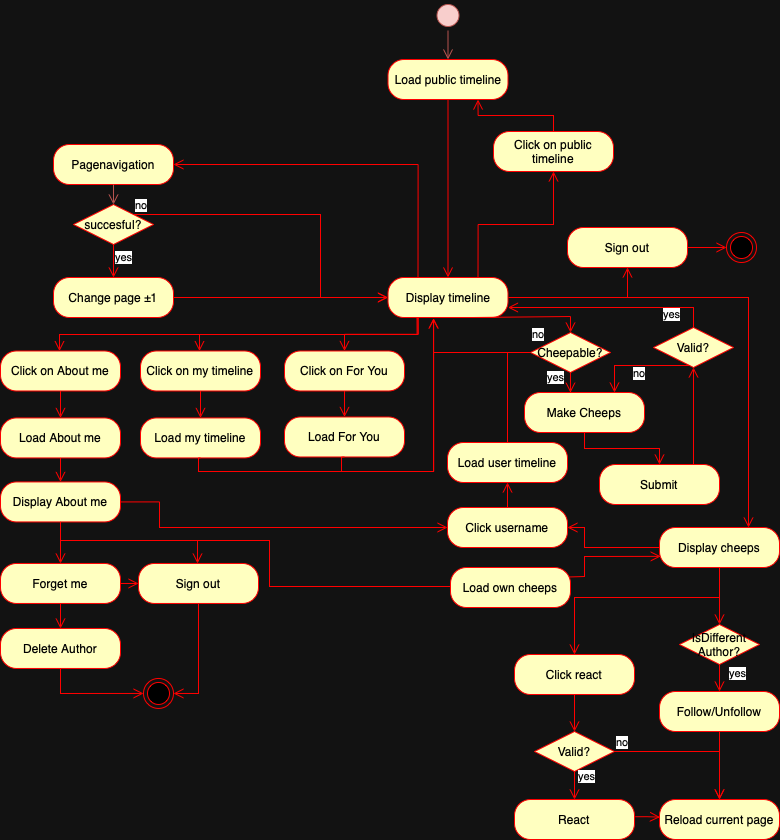 Load public timeline
Click on public
timeline
Pagenavigation
no
succesful?
yes
Sign out
Change page ±1
Display timeline
yes
no
Cheepable?
Valid?
yes
no
Click on About me
Click on my timeline
Click on For You
Make Cheeps
Load About me
Load my timeline
Load For You
Load user timeline
Submit
Display About me
Click username
Display cheeps
Forget me
Sign out
Load own cheeps
IsDifferent
Author?
Delete Author
yes
Click react
Follow/Unfollow
no
Valid?
yes
React
Reload current page